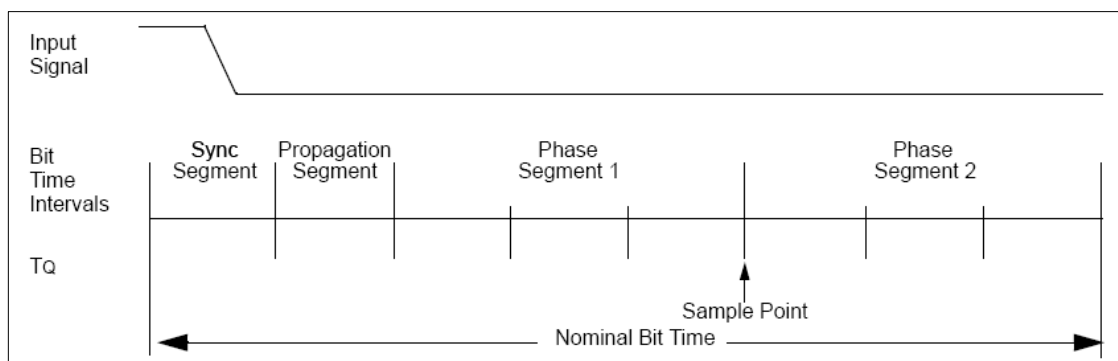 Input
Signal
Bit
Time
Intervals
Sync
Segment
Propagation
Segment
Phase
Segment 1
Phase
Segment 2
TQ
Sample Point
Nominal Bit Time